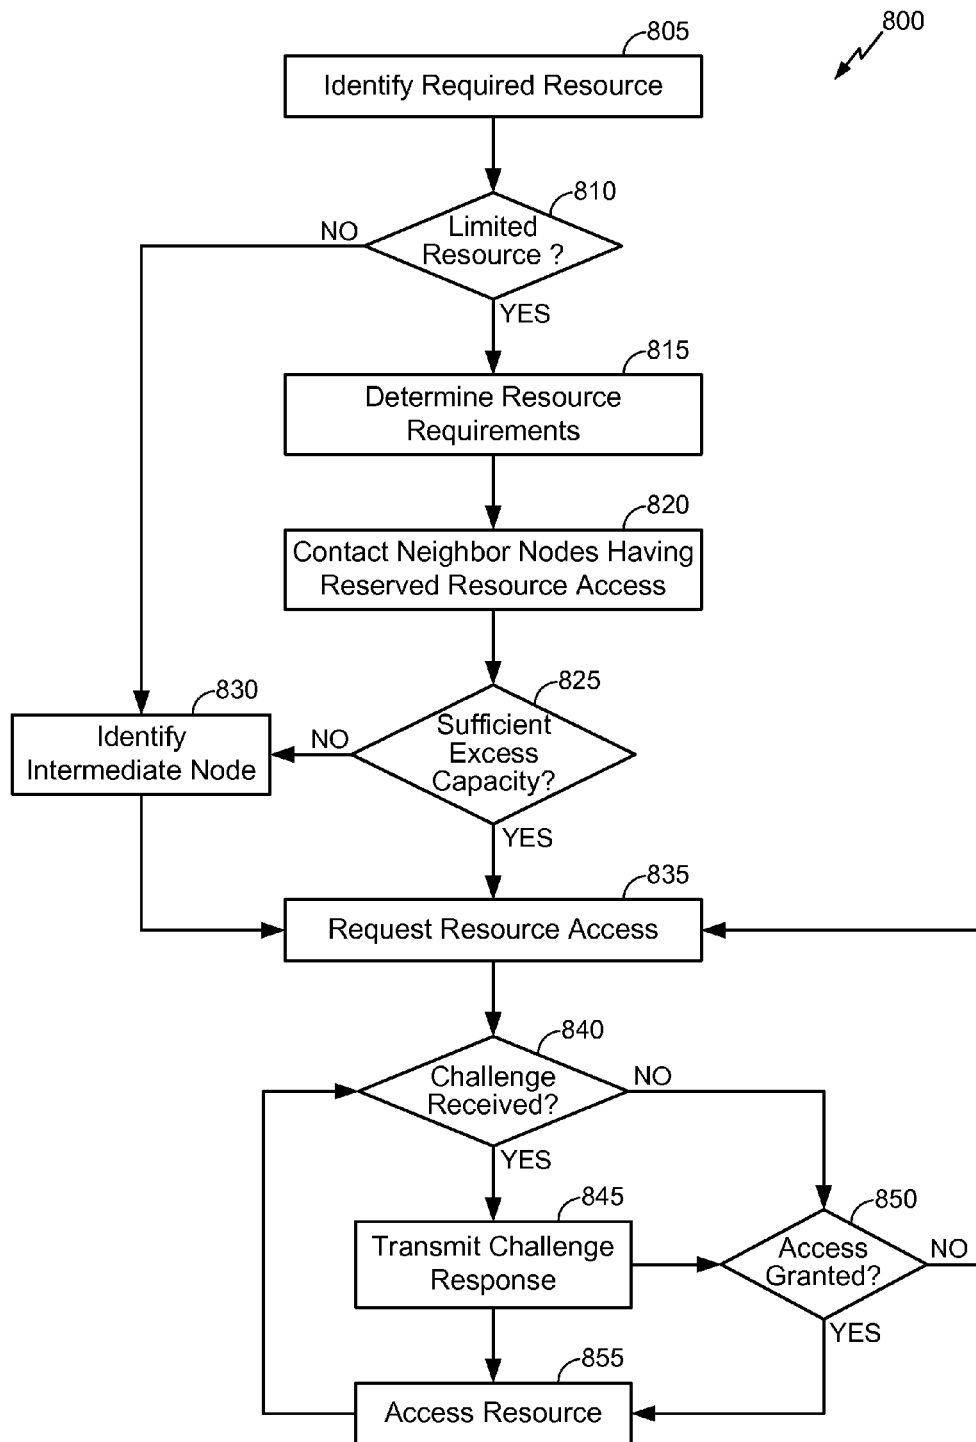 800
805
Identify Required Resource
810
Limited
Resource ?
NO
YES
815
Determine Resource
Requirements
820
Contact Neighbor Nodes Having
Reserved Resource Access
825
Sufficient
Excess
Capacity?
NO
YES
830
Identify
Intermediate Node
835
Request Resource Access
840
Challenge
Received?
NO
YES
845
Transmit Challenge
Response
850
Access
Granted?
NO
YES
855
Access Resource